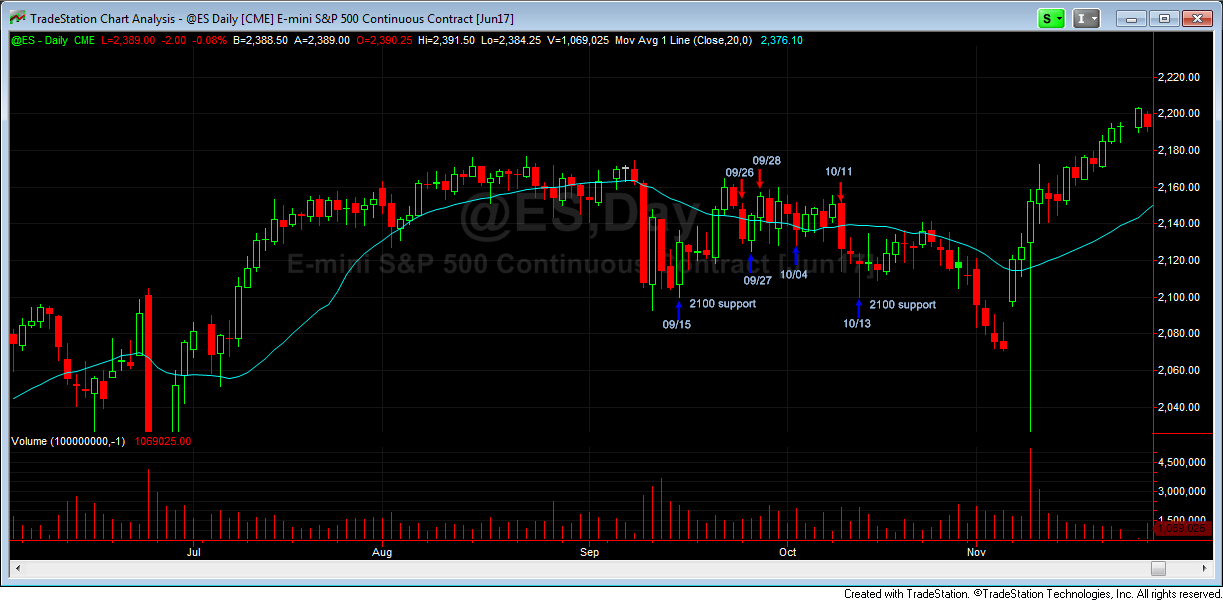 TradeStation Chart Analysis - @ES Daily [CME] E-mini S&P 500 Continuous Contract [Jun17]
S I
@ES - Daily CME L=2,389.00 -2.00 -0.08% B=2,388.50 A=2,389.00 O=2,390.25 Hi=2,391.50 Lo=2,384.25 V=1,069,025 Mov Avg 1 Line (Close,20,0) 2,376.10
2,220.00
2,200.00
2,180.00
09/28
09/26
10/11
2,160.00
@ES,Day
2,140.00
E-mini S&P 500 Continuous Contract [Jun17]
2,120.00
09/27
10/04
2,100.00
2100 support
2100 support
09/15
10/13
2,080.00
2,060.00
2,040.00
Volume (100000000,-1) 1069025.00
4,500,000
3,000,000
1,500,000
Jul Aug Sep Oct Nov
Created with TradeStation. ©TradeStation Technologies, Inc. All rights reserved.